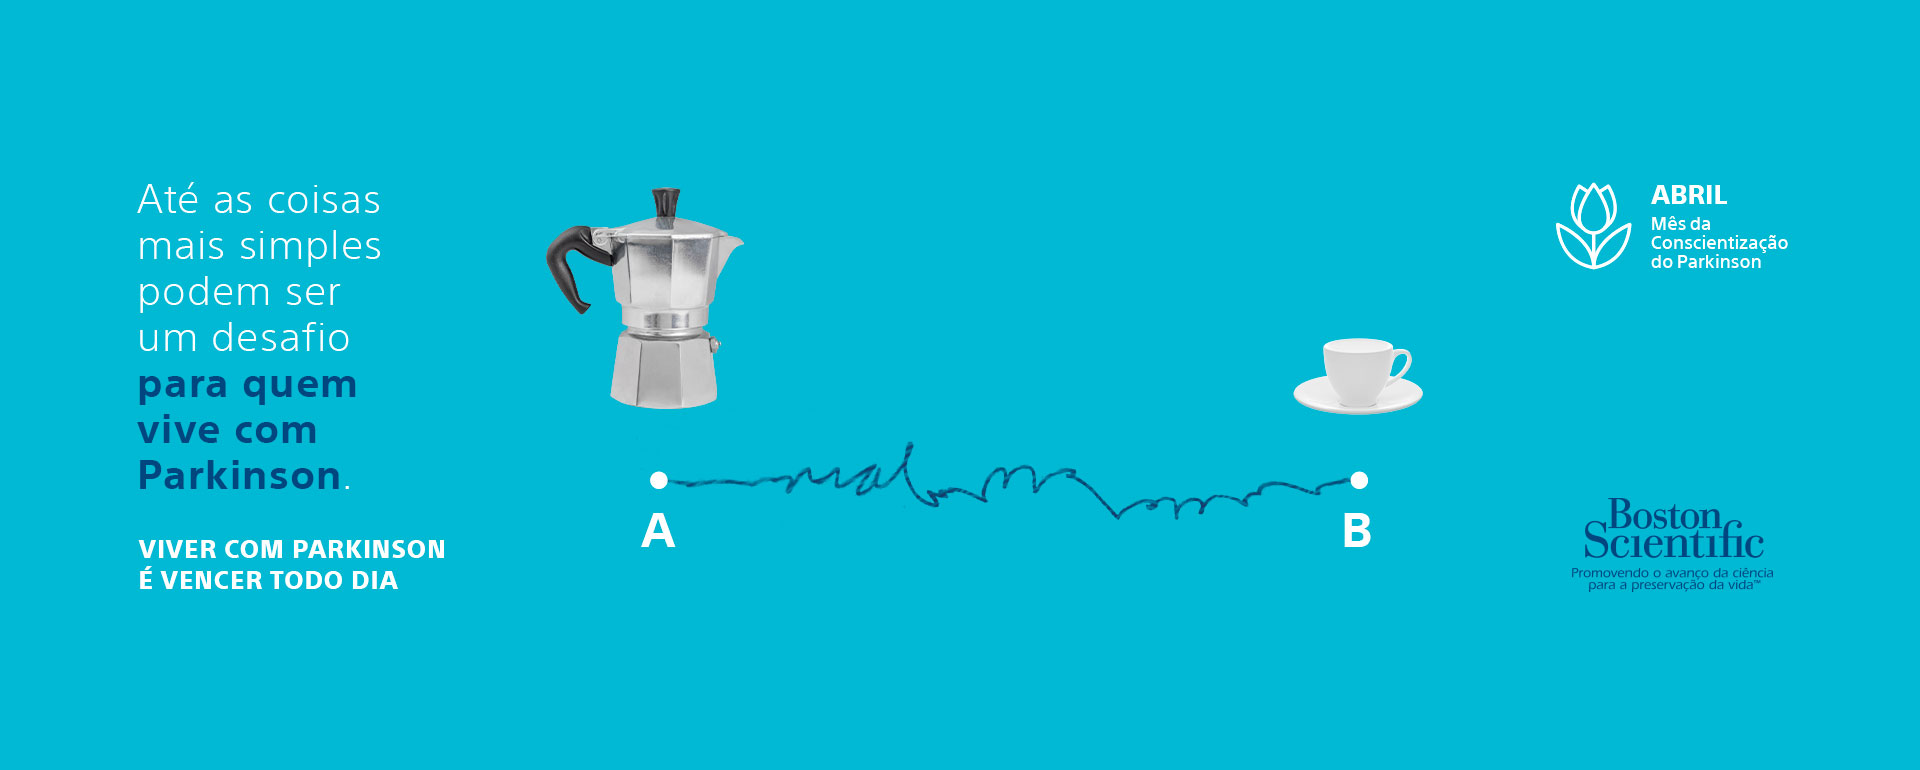 Até as coisas
mais simples
podem ser
um desafio
para quem
vive com
Parkinson.
VIVER COM PARKINSON
É VENCER TODO DIA
A
B
ABRIL
Mês da
Conscientização
do Parkinson
Boston
Scientific
Promovendo o avanço da ciência
para a preservação da vida™